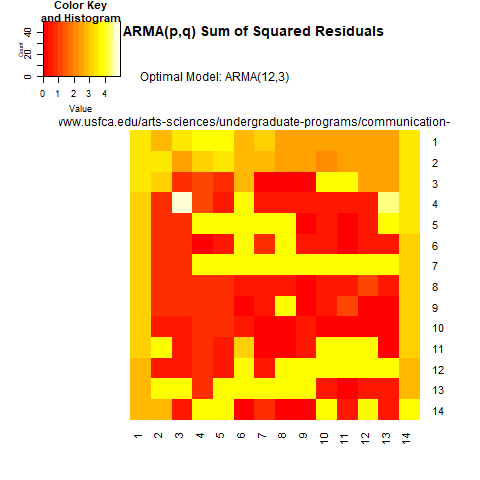 Color Key
and Histogram
Count
0 20 40
0 1 2 3 4
Value
ARMA(p,q) Sum of Squared Residuals
Optimal Model: ARMA(12,3)
www.usfca.edu/arts-sciences/undergraduate-programs/communication-
1
2
3
4
5
6
7
8
9
10
11
12
13
14
1 2 3 4 5 6 7 8 9 10 11 12 13 14